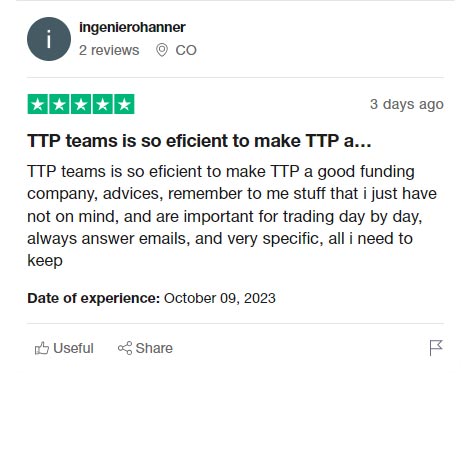 i
ingenierohanner
2 reviews CO
3 days ago
TTP teams is so eficient to make TTP a…
TTP teams is so eficient to make TTP a good funding
company, advices, remember to me stuff that i just have
not on mind, and are important for trading day by day,
always answer emails, and very specific, all i need to
keep
Date of experience: October 09, 2023
Useful Share